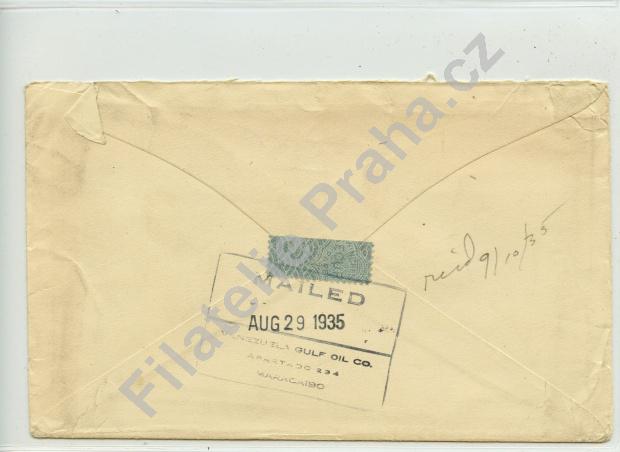 MAILED
AUG 29 1935
VENEZUELA GULF OIL CO.
APARTADO 234
MARACAIBO
rec'd 9/10/35
Filatelie Praha.cz